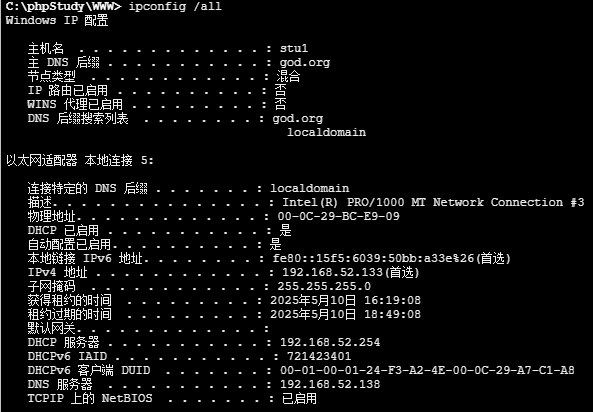 C:\phpStudy\WWW> ipconfig /all
Windows IP 配置
主机名 . . . . . . . . . . . . . : stu1
主 DNS 后缀 . . . . . . . . . . . : god.org
节点类型 . . . . . . . . . . . . : 混合
IP 路由已启用 . . . . . . . . . . : 否
WINS 代理已启用 . . . . . . . . . : 否
DNS 后缀搜索列表 . . . . . . . . : god.org
localdomain
以太网适配器 本地连接 5:
连接特定的 DNS 后缀 . . . . . . . : localdomain
描述. . . . . . . . . . . . . . . : Intel(R) PRO/1000 MT Network Connection #3
物理地址. . . . . . . . . . . . . : 00-0C-29-BC-E9-09
DHCP 已启用 . . . . . . . . . . . : 是
自动配置已启用. . . . . . . . . . : 是
本地链接 IPv6 地址. . . . . . . . : fe80::15f5:6039:50bb:a33e%26(首选)
IPv4 地址 . . . . . . . . . . . . : 192.168.52.133(首选)
子网掩码 . . . . . . . . . . . . : 255.255.255.0
获得租约的时间 . . . . . . . . . : 2025年5月10日 16:19:08
租约过期的时间 . . . . . . . . . : 2025年5月10日 18:49:08
默认网关. . . . . . . . . . . . . :
DHCP 服务器 . . . . . . . . . . . : 192.168.52.254
DHCPv6 IAID . . . . . . . . . . . : 721423401
DHCPv6 客户端 DUID . . . . . . . : 00-01-00-01-24-F3-A2-4E-00-0C-29-A7-C1-A8
DNS 服务器 . . . . . . . . . . . : 192.168.52.138
TCPIP 上的 NetBIOS . . . . . . . : 已启用